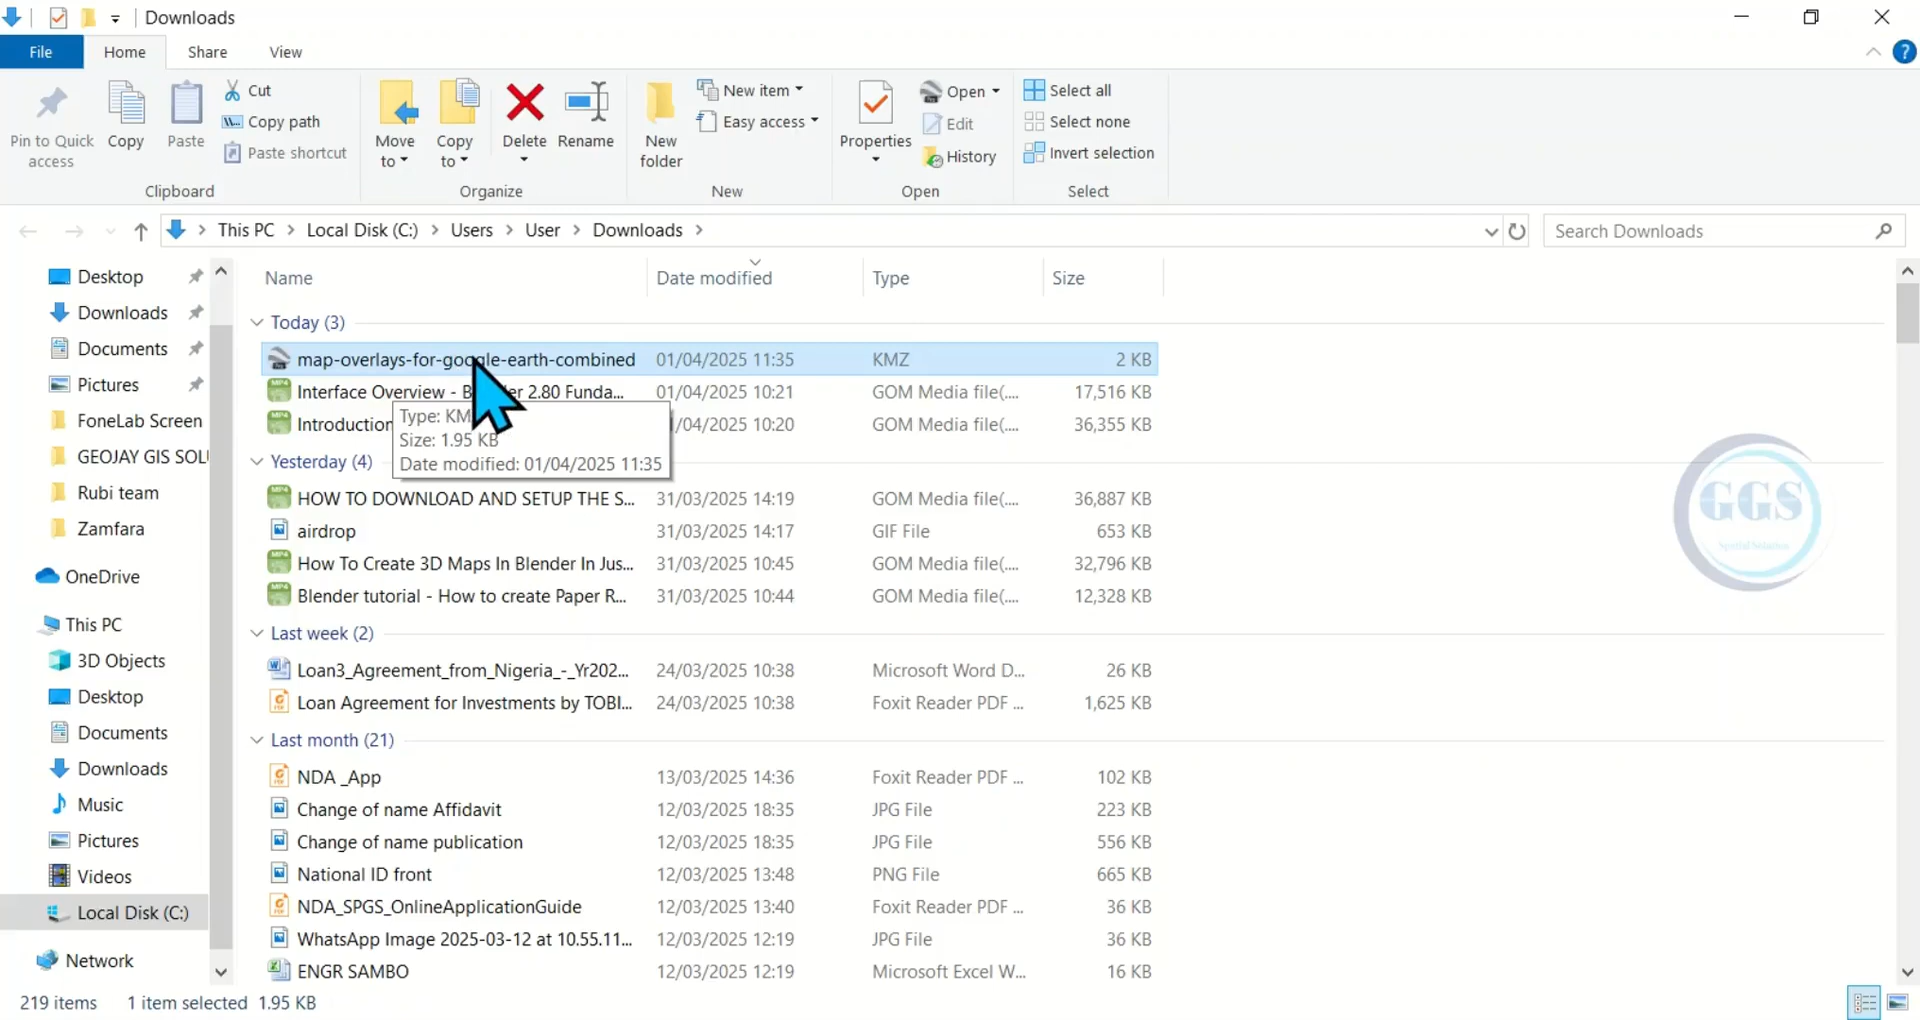 Downloads
File Home Share View
Pin to Quick access
Copy
Paste
Cut
Copy path
Paste shortcut
Clipboard
Move to
Copy to
Delete
Rename
Organize
New folder
New item
Easy access
New
Properties
Open
Edit
History
Open
Select all
Select none
Invert selection
Select
This PC > Local Disk (C:) > Users > User > Downloads >
Search Downloads
Desktop
Downloads
Documents
Pictures
FoneLab Screen
GEOJAY GIS SOL
Rubi team
Zamfara
OneDrive
This PC
3D Objects
Desktop
Documents
Downloads
Music
Pictures
Videos
Local Disk (C:)
Network
Name Date modified Type Size
Today (3)
map-overlays-for-google-earth-combined 01/04/2025 11:35 KMZ 2 KB
Interface Overview - B er 2.80 Funda... 01/04/2025 10:21 GOM Media file(.... 17,516 KB
Introduction /04/2025 10:20 GOM Media file(.... 36,355 KB
Type: KM
Size: 1.95 KB
Date modified: 01/04/2025 11:35
Yesterday (4)
HOW TO DOWNLOAD AND SETUP THE S... 31/03/2025 14:19 GOM Media file(.... 36,887 KB
airdrop 31/03/2025 14:17 GIF File 653 KB
How To Create 3D Maps In Blender In Jus... 31/03/2025 10:45 GOM Media file(.... 32,796 KB
Blender tutorial - How to create Paper R... 31/03/2025 10:44 GOM Media file(.... 12,328 KB
Last week (2)
Loan3_Agreement_from_Nigeria_-_Yr202... 24/03/2025 10:38 Microsoft Word D... 26 KB
Loan Agreement for Investments by TOBI... 24/03/2025 10:38 Foxit Reader PDF ... 1,625 KB
Last month (21)
NDA _App 13/03/2025 14:36 Foxit Reader PDF ... 102 KB
Change of name Affidavit 12/03/2025 18:35 JPG File 223 KB
Change of name publication 12/03/2025 18:35 JPG File 556 KB
National ID front 12/03/2025 13:48 PNG File 665 KB
NDA_SPGS_OnlineApplicationGuide 12/03/2025 13:40 Foxit Reader PDF ... 36 KB
WhatsApp Image 2025-03-12 at 10.55.11... 12/03/2025 12:19 JPG File 36 KB
ENGR SAMBO 12/03/2025 12:19 Microsoft Excel W... 16 KB
GGS
219 items 1 item selected 1.95 KB